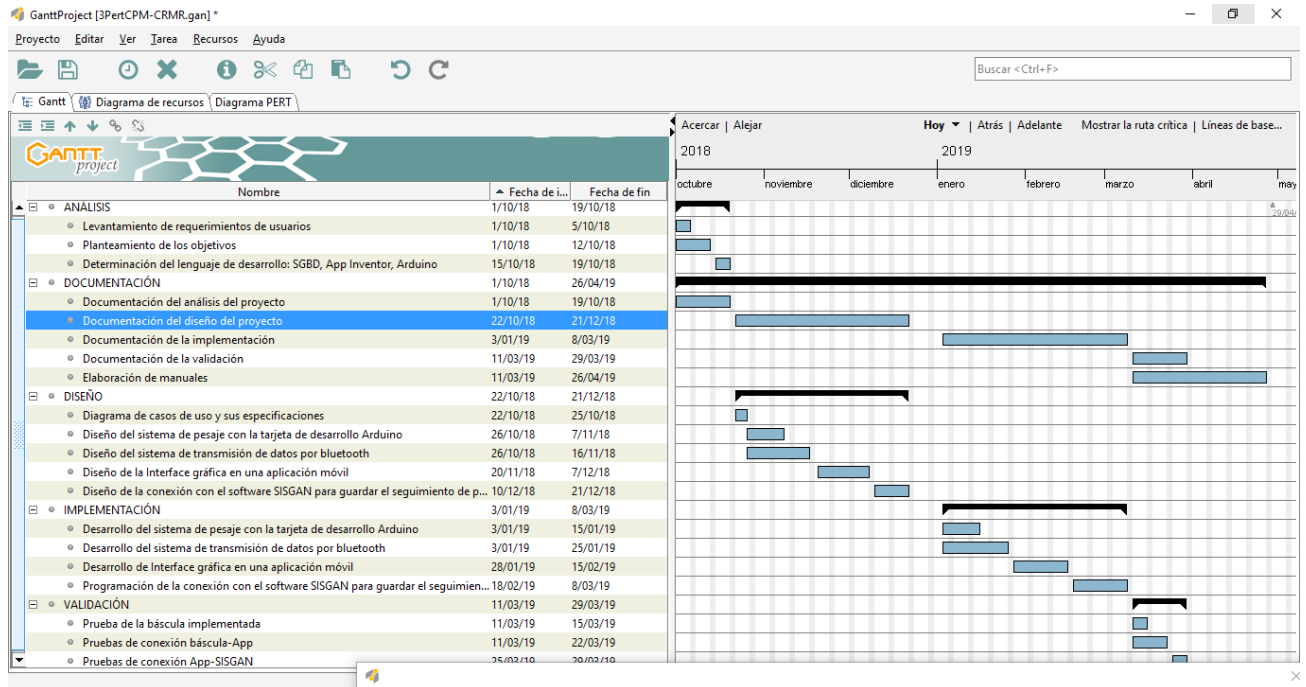 GanttProject [3PertCPM-CRMR.gan] *
Proyecto Editar Ver Tarea Recursos Ayuda
Buscar <Ctrl+F>
Gantt Diagrama de recursos Diagrama PERT
Acercar | Alejar Hoy | Atrás | Adelante Mostrar la ruta crítica | Líneas de base...
GANTT project
2018 2019
Nombre Fecha de i... Fecha de fin
octubre noviembre diciembre enero febrero marzo abril may
ANÁLISIS 1/10/18 19/10/18
29/04/
Levantamiento de requerimientos de usuarios 1/10/18 5/10/18
Planteamiento de los objetivos 1/10/18 12/10/18
Determinación del lenguaje de desarrollo: SGBD, App Inventor, Arduino 15/10/18 19/10/18
DOCUMENTACIÓN 1/10/18 26/04/19
Documentación del análisis del proyecto 1/10/18 19/10/18
Documentación del diseño del proyecto 22/10/18 21/12/18
Documentación de la implementación 3/01/19 8/03/19
Documentación de la validación 11/03/19 29/03/19
Elaboración de manuales 11/03/19 26/04/19
DISEÑO 22/10/18 21/12/18
Diagrama de casos de uso y sus especificaciones 22/10/18 25/10/18
Diseño del sistema de pesaje con la tarjeta de desarrollo Arduino 26/10/18 7/11/18
Diseño del sistema de transmisión de datos por bluetooth 26/10/18 16/11/18
Diseño de la Interface gráfica en una aplicación móvil 20/11/18 7/12/18
Diseño de la conexión con el software SISGAN para guardar el seguimiento de p... 10/12/18 21/12/18
IMPLEMENTACIÓN 3/01/19 8/03/19
Desarrollo del sistema de pesaje con la tarjeta de desarrollo Arduino 3/01/19 15/01/19
Desarrollo del sistema de transmisión de datos por bluetooth 3/01/19 25/01/19
Desarrollo de Interface gráfica en una aplicación móvil 28/01/19 15/02/19
Programación de la conexión con el software SISGAN para guardar el seguimien... 18/02/19 8/03/19
VALIDACIÓN 11/03/19 29/03/19
Prueba de la báscula implementada 11/03/19 15/03/19
Pruebas de conexión báscula-App 11/03/19 22/03/19
Pruebas de conexión App-SISGAN 25/03/19 29/03/19